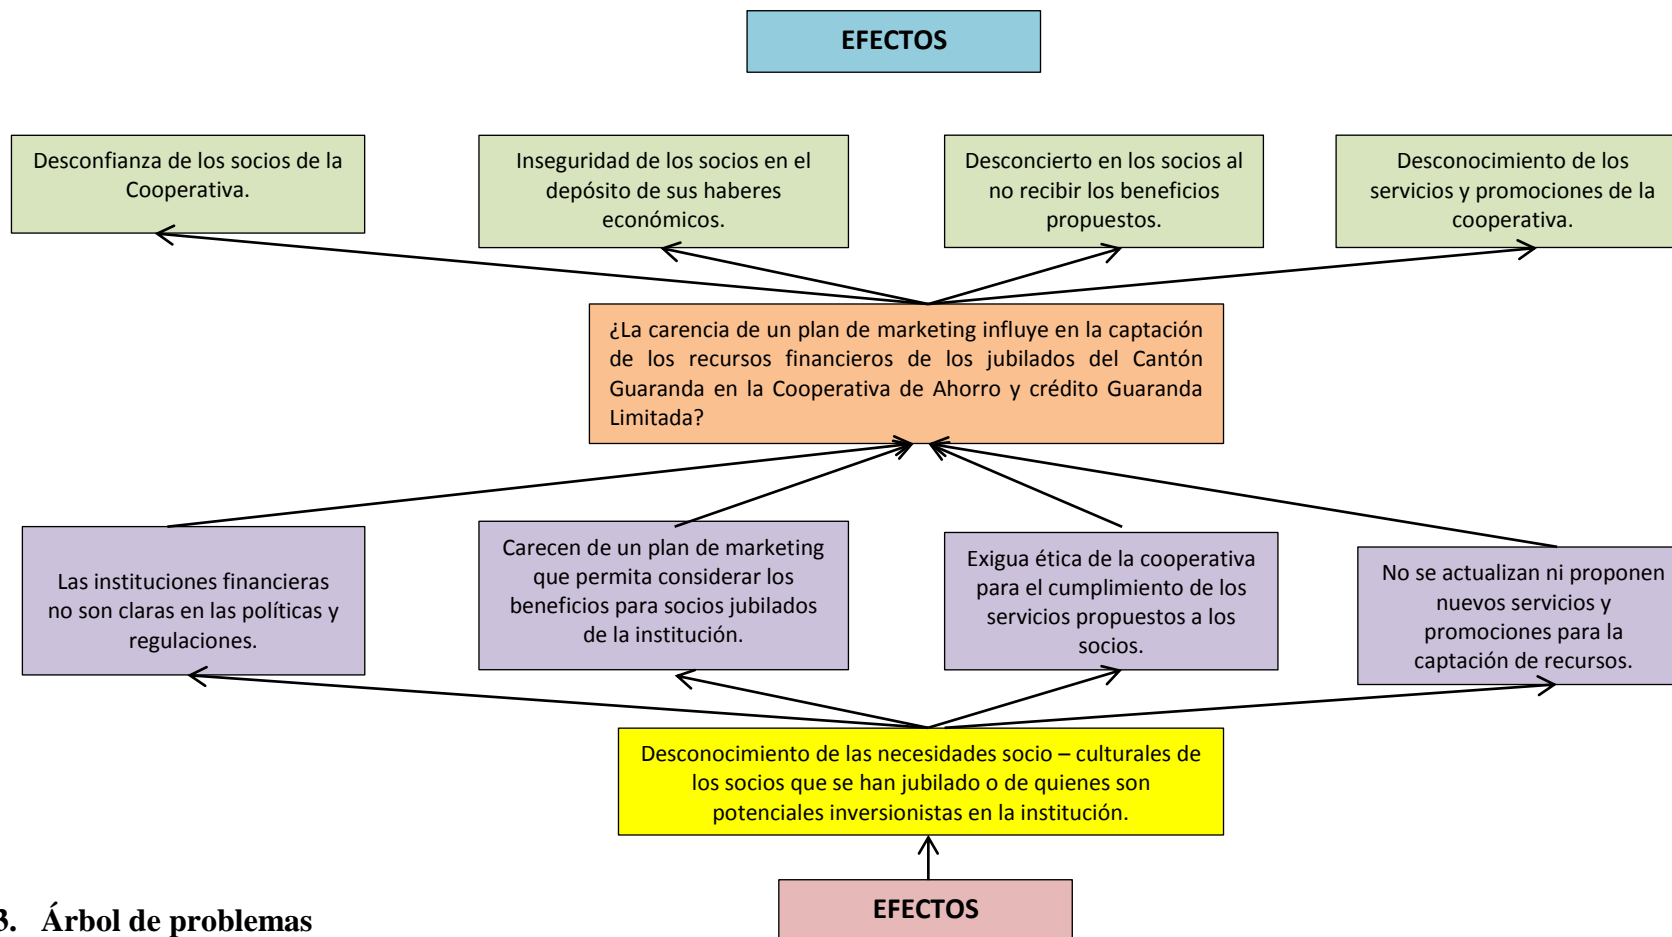 EFECTOS
Desconfianza de los socios de la
Cooperativa.
Inseguridad de los socios en el
depósito de sus haberes
económicos.
Desconcierto en los socios al
no recibir los beneficios
propuestos.
Desconocimiento de los
servicios y promociones de la
cooperativa.
¿La carencia de un plan de marketing influye en la captación
de los recursos financieros de los jubilados del Cantón
Guaranda en la Cooperativa de Ahorro y crédito Guaranda
Limitada?
Las instituciones financieras
no son claras en las políticas y
regulaciones.
Carecen de un plan de marketing
que permita considerar los
beneficios para socios jubilados
de la institución.
Exigua ética de la cooperativa
para el cumplimiento de los
servicios propuestos a los
socios.
No se actualizan ni proponen
nuevos servicios y
promociones para la
captación de recursos.
Desconocimiento de las necesidades socio – culturales de
los socios que se han jubilado o de quienes son
potenciales inversionistas en la institución.
EFECTOS
3. Árbol de problemas